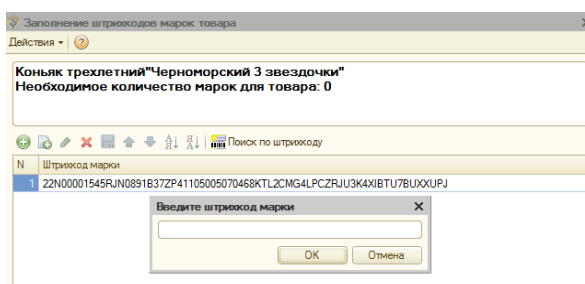 Заполнение штрихкодов марок товара
Действия
Коньяк трехлетний"Черноморский 3 звездочки"
Необходимое количество марок для товара: 0
Поиск по штрихкоду
N Штрихкод марки
1 22N00001545RJN0891B37ZP41105005070468KTL2CMG4LPCZRJU3K4XIBTU7BUXXUPJ
Введите штрихкод марки
OK Отмена